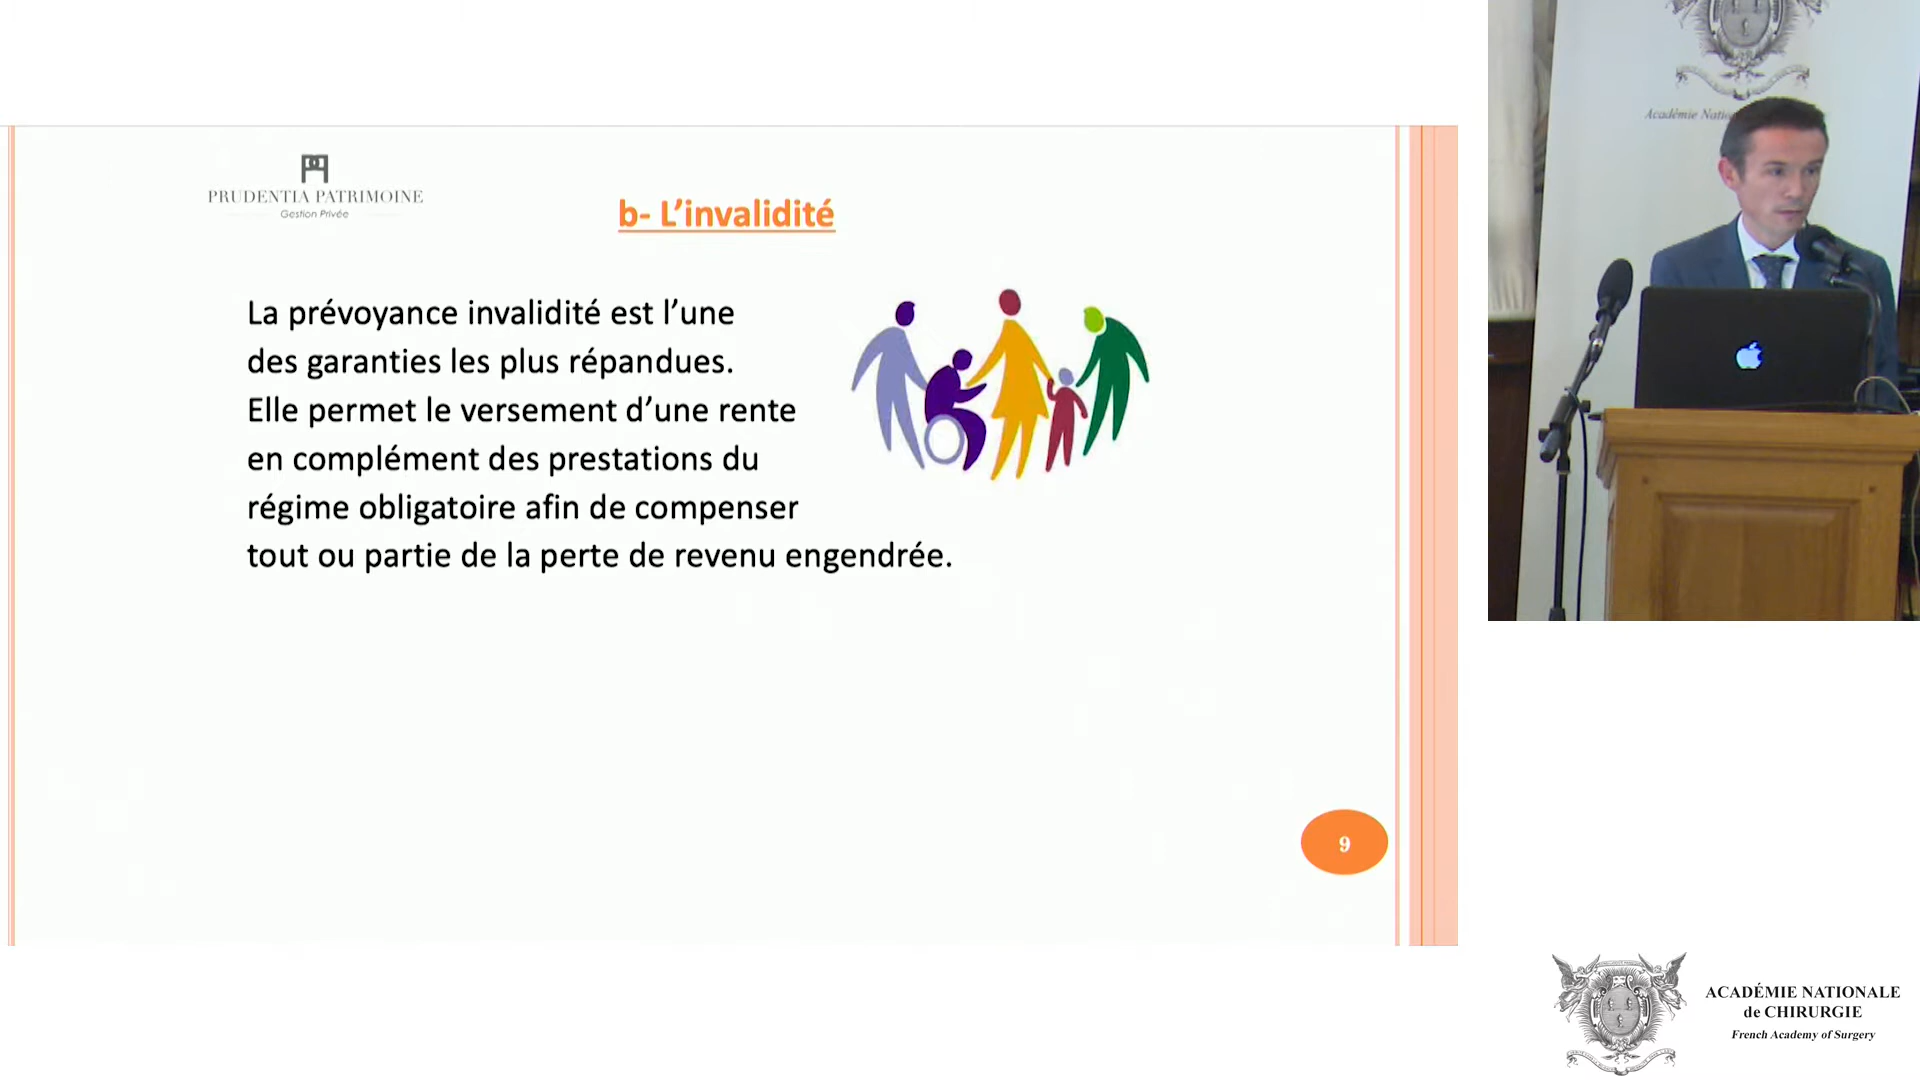 PRUDENTIA PATRIMOINE
Gestion Privée
b- L’invalidité
La prévoyance invalidité est l’une
des garanties les plus répandues.
Elle permet le versement d’une rente
en complément des prestations du
régime obligatoire afin de compenser
tout ou partie de la perte de revenu engendrée.
9
Académie
ACADÉMIE NATIONALE
de CHIRURGIE
French Academy of Surgery